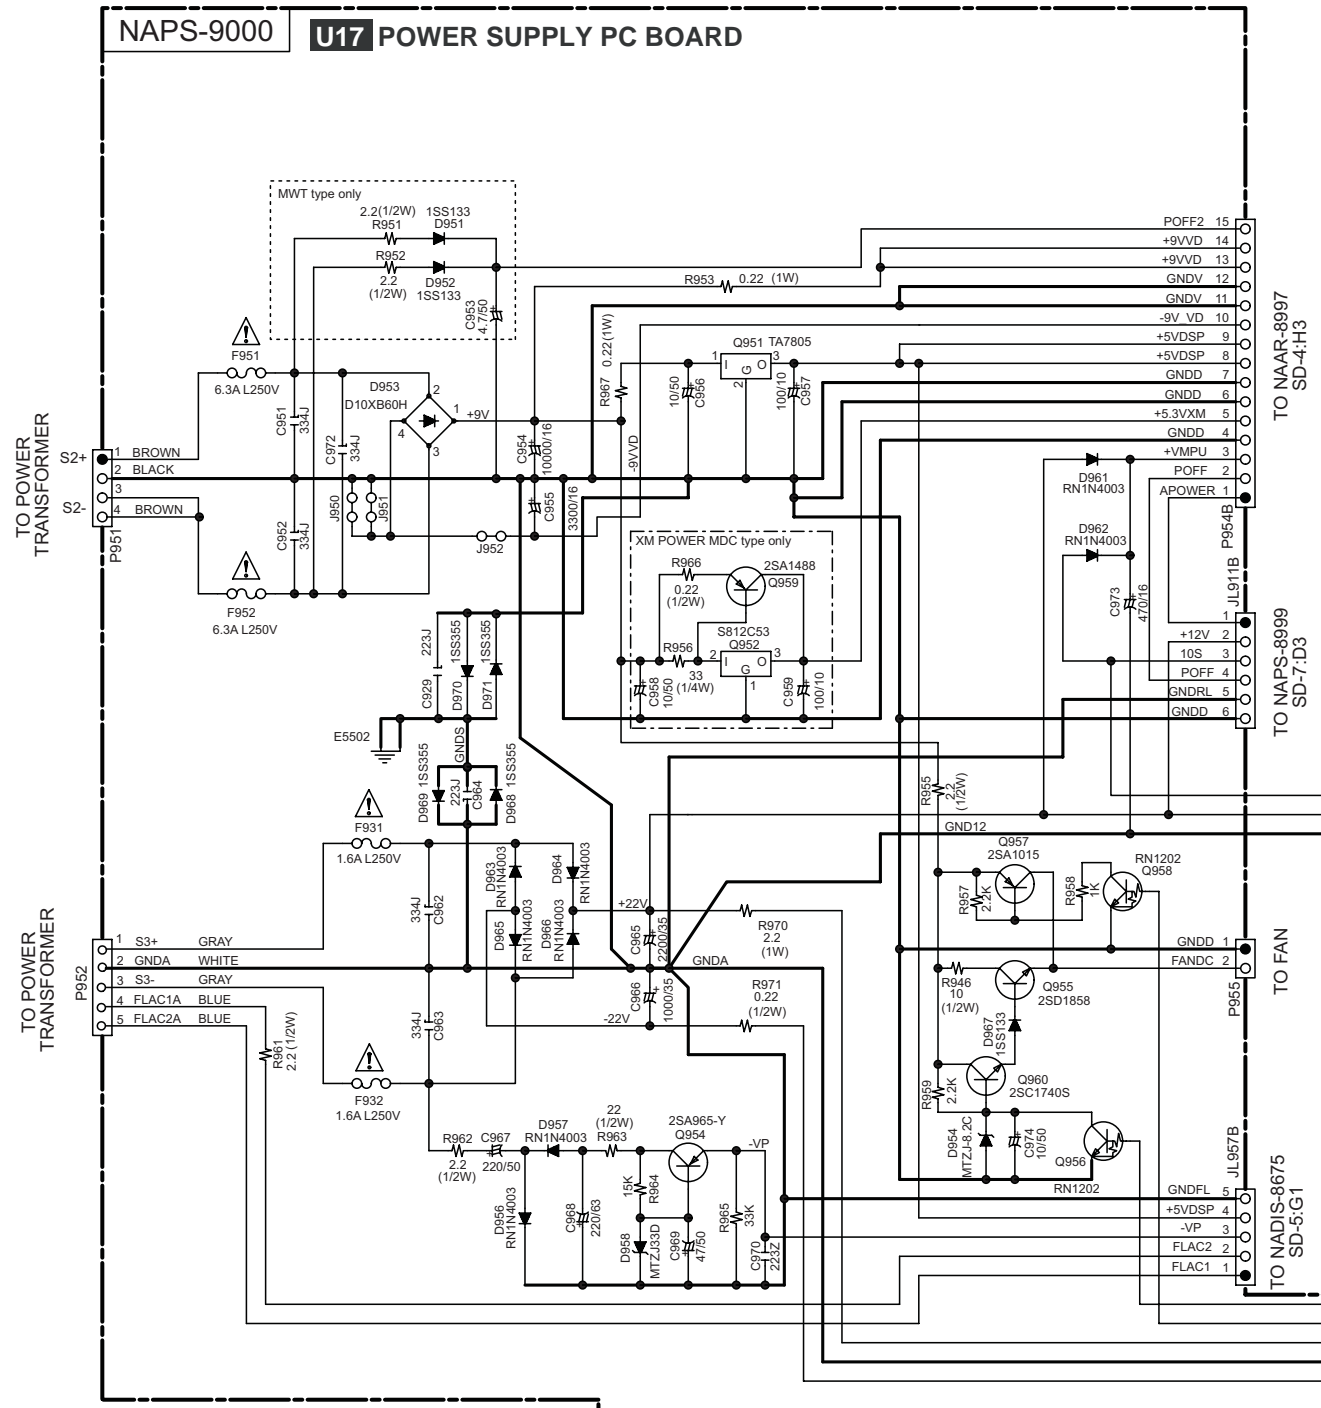 NAPS-9000
U17 POWER SUPPLY PC BOARD
MWT type only
2.2(1/2W)
R951
1SS133
D951
R952
2.2
(1/2W)
D952
1SS133
C953
4.7/50
F951
6.3A L250V
D953
D10XB60H
2
1
4
3
+9V
C951
334J
C972
334J
C952
334J
J950
J951
J952
F952
6.3A L250V
TO POWER
TRANSFORMER
S2+
S2-
1 BROWN
2 BLACK
3
4 BROWN
P951
R953 0.22 (1W)
R967 0.22(1W)
-9VVD
C954
10000/16
C955
3300/16
Q951 TA7805
1 I G O 3
2
10/50
C956
100/10
C957
XM POWER MDC type only
R966
0.22
(1/2W)
2SA1488
Q959
S812C53
Q952
R956
33
(1/4W)
2 I G O 3
1
C958
10/50
C959
100/10
POFF2 15
+9VVD 14
+9VVD 13
GNDV 12
GNDV 11
-9V_VD 10
+5VDSP 9
+5VDSP 8
GNDD 7
GNDD 6
+5.3VXM 5
GNDD 4
+VMPU 3
POFF 2
APOWER 1
P954B
TO NAAR-8997
SD-4:H3
D961
RN1N4003
D962
RN1N4003
C973
470/16
JL911B
1
+12V 2
10S 3
POFF 4
GNDRL 5
GNDD 6
TO NAPS-8999
SD-7:D3
223J
C929
1SS355
D970
1SS355
D971
E5502
GNDS
D969 1SS355
223J
C964
D968 1SS355
F931
1.6A L250V
D963
RN1N4003
D964
RN1N4003
D965
RN1N4003
D966
RN1N4003
334J
C962
334J
C963
TO POWER
TRANSFORMER
P952
1 S3+ GRAY
2 GNDA WHITE
3 S3- GRAY
4 FLAC1A BLUE
5 FLAC2A BLUE
R961
2.2 (1/2W)
F932
1.6A L250V
+22V
-22V
C965
2200/35
C966
1000/35
GNDA
R970
2.2
(1W)
R971
0.22
(1/2W)
R955
2.2
(1/2W)
GND12
Q957
2SA1015
R957
2.2K
R958
1K
RN1202
Q958
GNDD 1
FANDC 2
P955
TO FAN
R946
10
(1/2W)
Q955
2SD1858
D967
1SS133
Q960
2SC1740S
R959
2.2K
D954
MTZJ-8.2C
C974
10/50
Q956
RN1202
R962
2.2
(1/2W)
C967
220/50
D957
RN1N4003
22
(1/2W)
R963
2SA965-Y
Q954
-VP
D956
RN1N4003
C968
220/63
15K
R964
D958
MTZJ33D
C969
47/50
R965
33K
C970
223Z
JL957B
GNDFL 5
+5VDSP 4
-VP 3
FLAC2 2
FLAC1 1
TO NADIS-8675
SD-5:G1